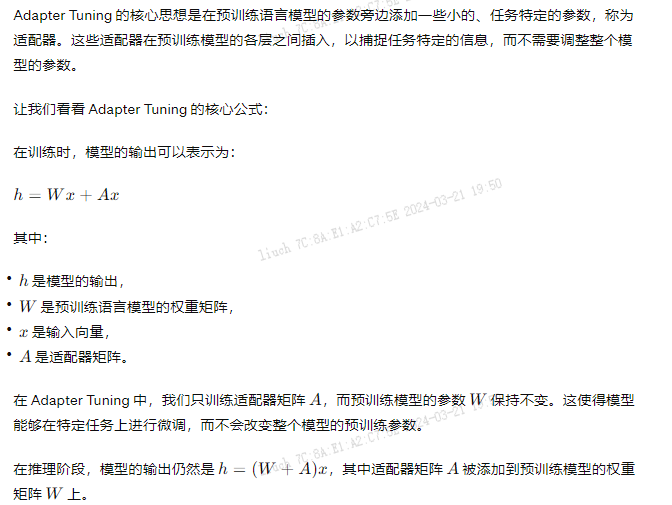 Adapter Tuning 的核心思想是在预训练语言模型的参数旁边添加一些小的、任务特定的参数，称为
适配器。这些适配器在预训练模型的各层之间插入，以捕捉任务特定的信息，而不需要调整整个模
型的参数。
让我们看看 Adapter Tuning 的核心公式：
在训练时，模型的输出可以表示为：
h = Wx + Ax
liuch 7C:8A:E1:A2:C7:5E 2024-03-21 19:50
其中：
• h 是模型的输出，
• W 是预训练语言模型的权重矩阵，
• x 是输入向量，
• A 是适配器矩阵。
在 Adapter Tuning 中，我们只训练适配器矩阵 A，而预训练模型的参数 W 保持不变。这使得模型
能够在特定任务上进行微调，而不会改变整个模型的预训练参数。
在推理阶段，模型的输出仍然是 h = (W + A)x，其中适配器矩阵 A 被添加到预训练模型的权重
矩阵 W 上。